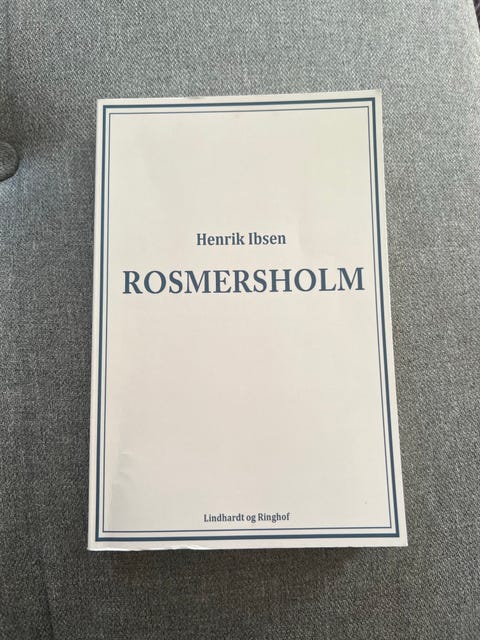 Henrik Ibsen
ROSMERSHOLM
Lindhardt og Ringhof